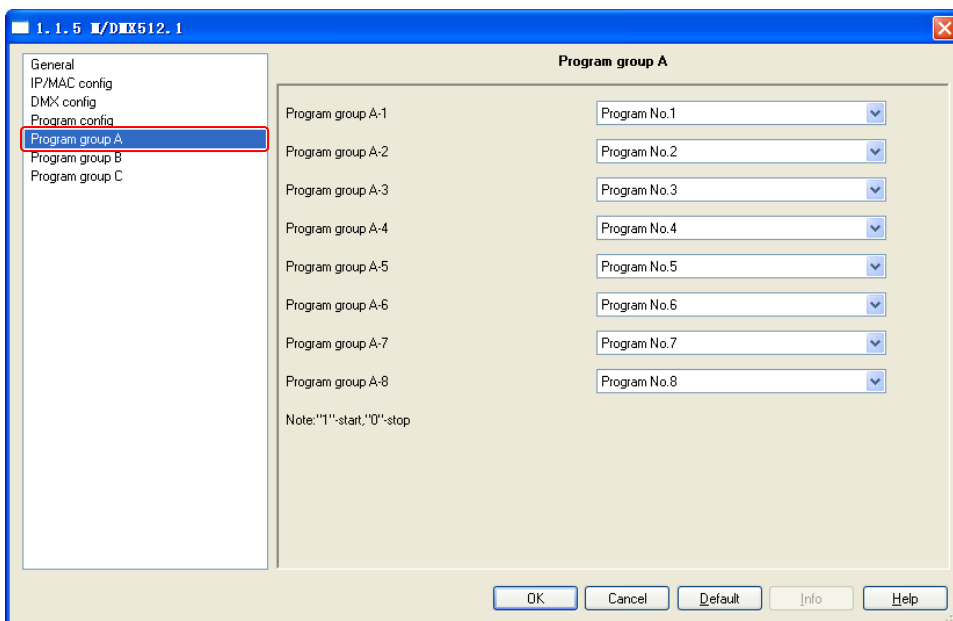 1.1.5 M/DMX512.1
General
IP/MAC config
DMX config
Program config
Program group A
Program group B
Program group C
Program group A
Program group A-1 Program No.1
Program group A-2 Program No.2
Program group A-3 Program No.3
Program group A-4 Program No.4
Program group A-5 Program No.5
Program group A-6 Program No.6
Program group A-7 Program No.7
Program group A-8 Program No.8
Note:"1"-start,"0"-stop
OK Cancel Default Info Help